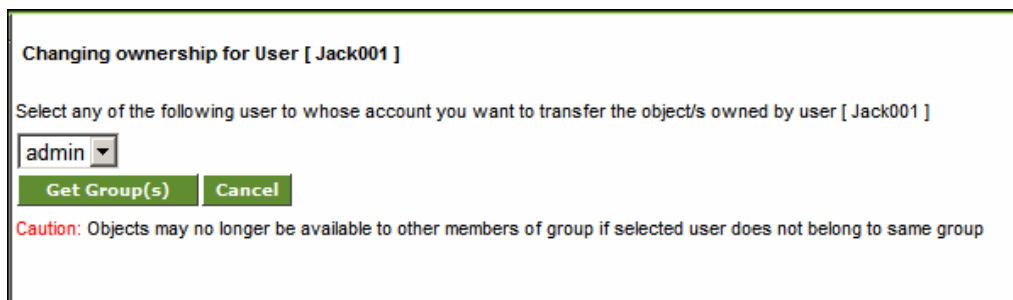 Changing ownership for User [ Jack001 ]
Select any of the following user to whose account you want to transfer the object/s owned by user [ Jack001 ]
admin
Get Group(s) Cancel
Caution: Objects may no longer be available to other members of group if selected user does not belong to same group